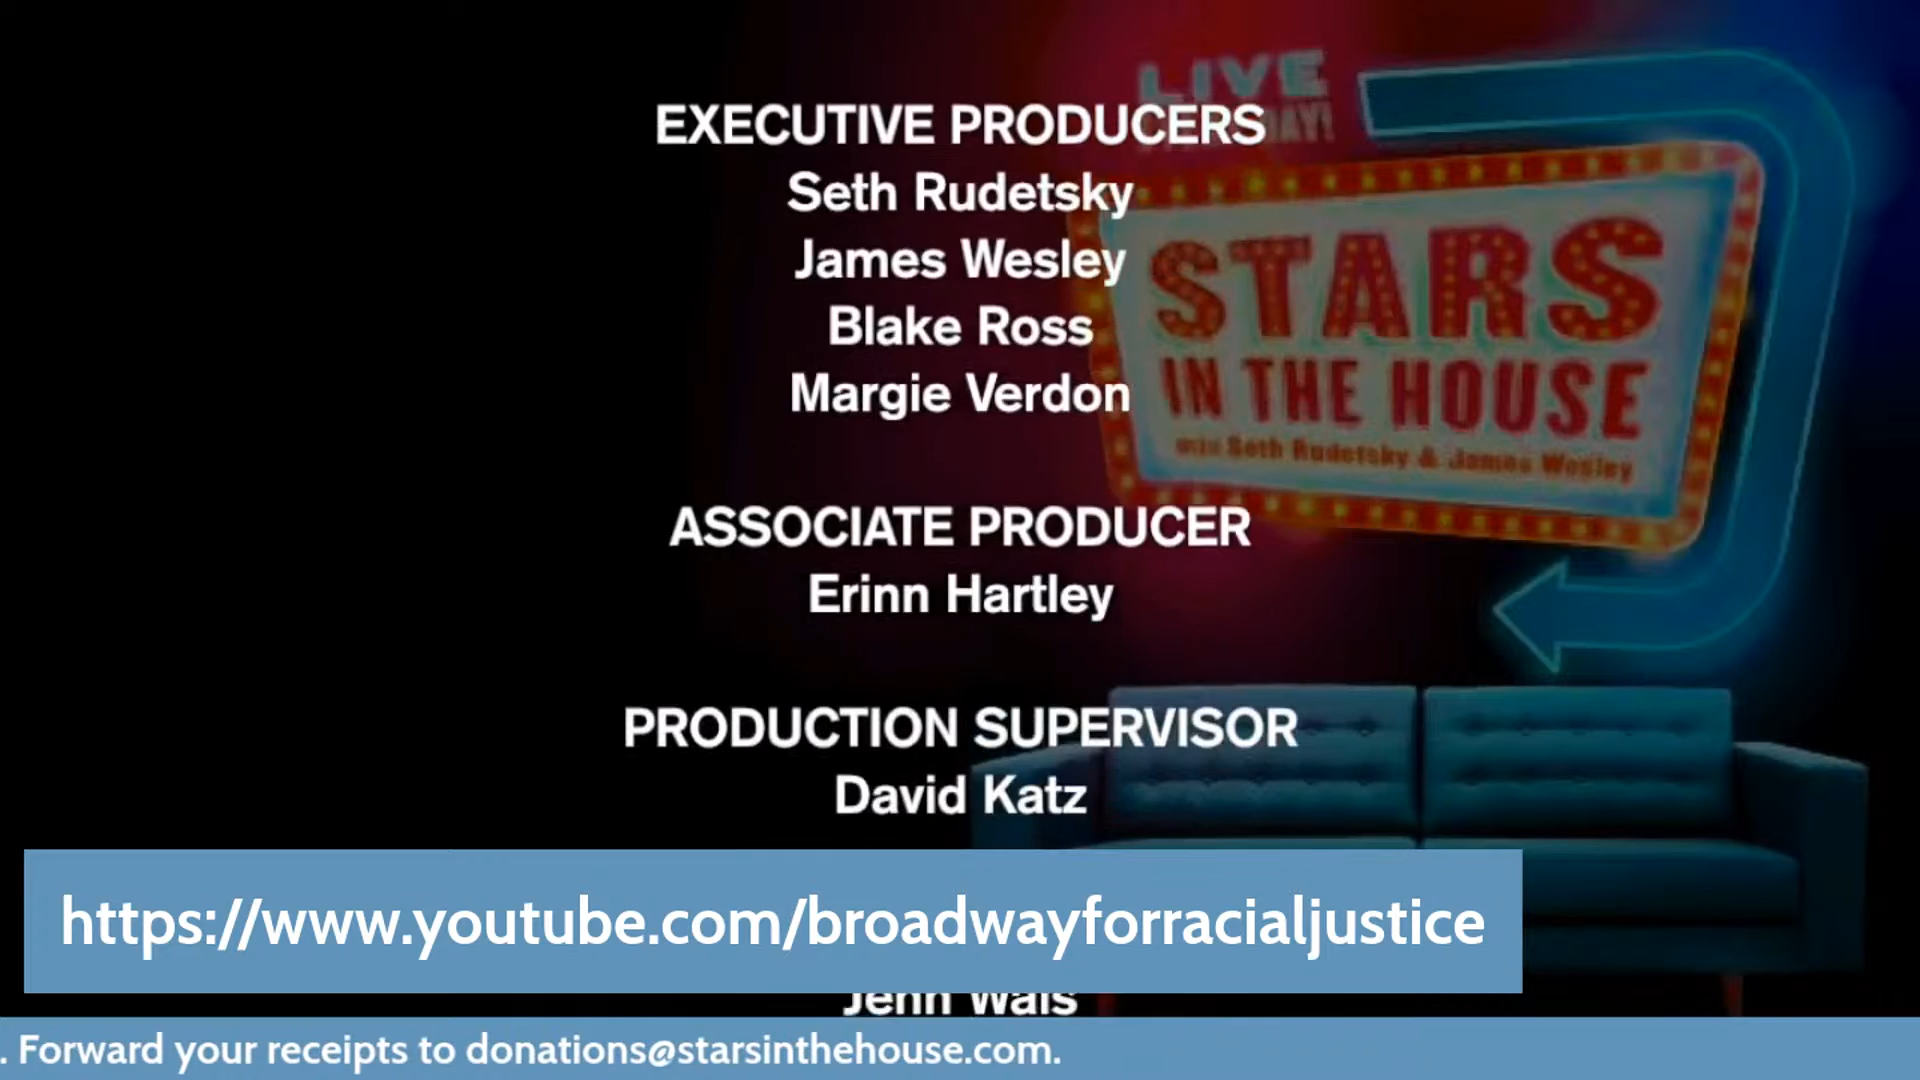 LIVE
EXECUTIVE PRODUCERS
Seth Rudetsky
James Wesley
Blake Ross
Margie Verdon
STARS
IN THE HOUSE
with Seth Rudetsky & James Wesley
ASSOCIATE PRODUCER
Erinn Hartley
PRODUCTION SUPERVISOR
David Katz
https://www.youtube.com/broadwayforracialjustice
Jenn
. Forward your receipts to donations@starsinthehouse.com.